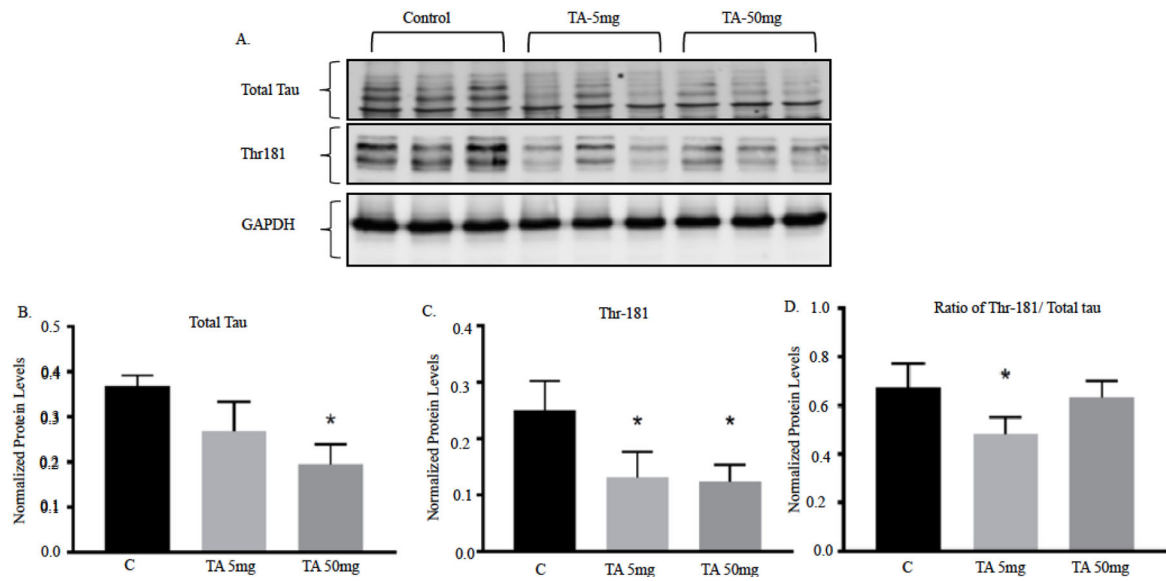 Control TA-5mg TA-50mg
A.
Total Tau
Thr181
GAPDH
B.
Total Tau
Normalized Protein Levels
0.5
0.4
0.3
0.2
0.1
0.0
C TA 5mg TA 50mg
*
C.
Thr-181
Normalized Protein Levels
0.4
0.3
0.2
0.1
0.0
C TA 5mg TA 50mg
* *
D.
Ratio of Thr-181/ Total tau
Normalized Protein Levels
1.0
0.8
0.6
0.4
0.2
0.0
C TA 5mg TA 50mg
*